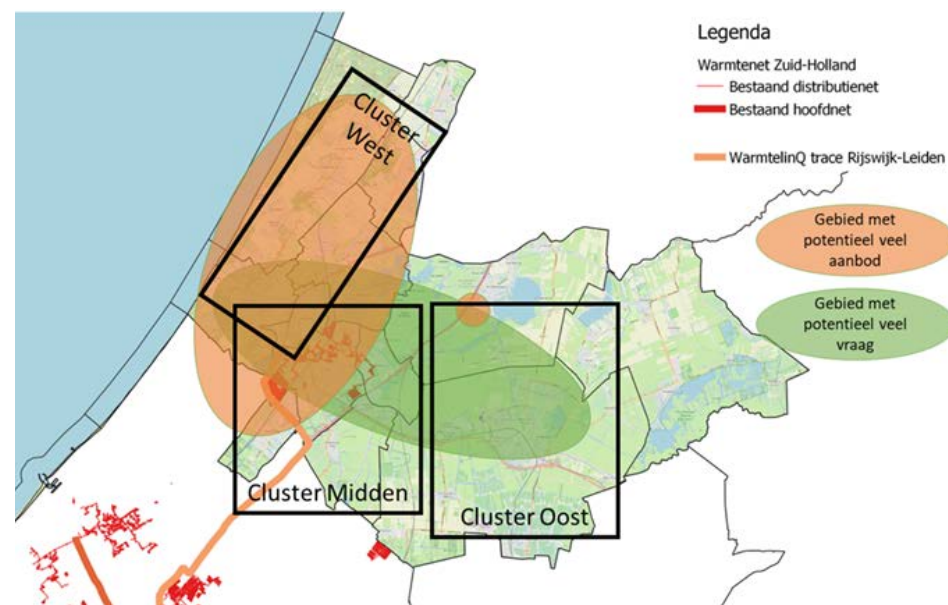 Legenda
Warmtenet Zuid-Holland
Bestaand distributienet
Bestaand hoofdnet
WarmtelinQ trace Rijswijk-Leiden
Gebied met
potentieel veel
aanbod
Gebied met
potentieel veel
vraag
Cluster
West
Cluster Midden
Cluster Oost